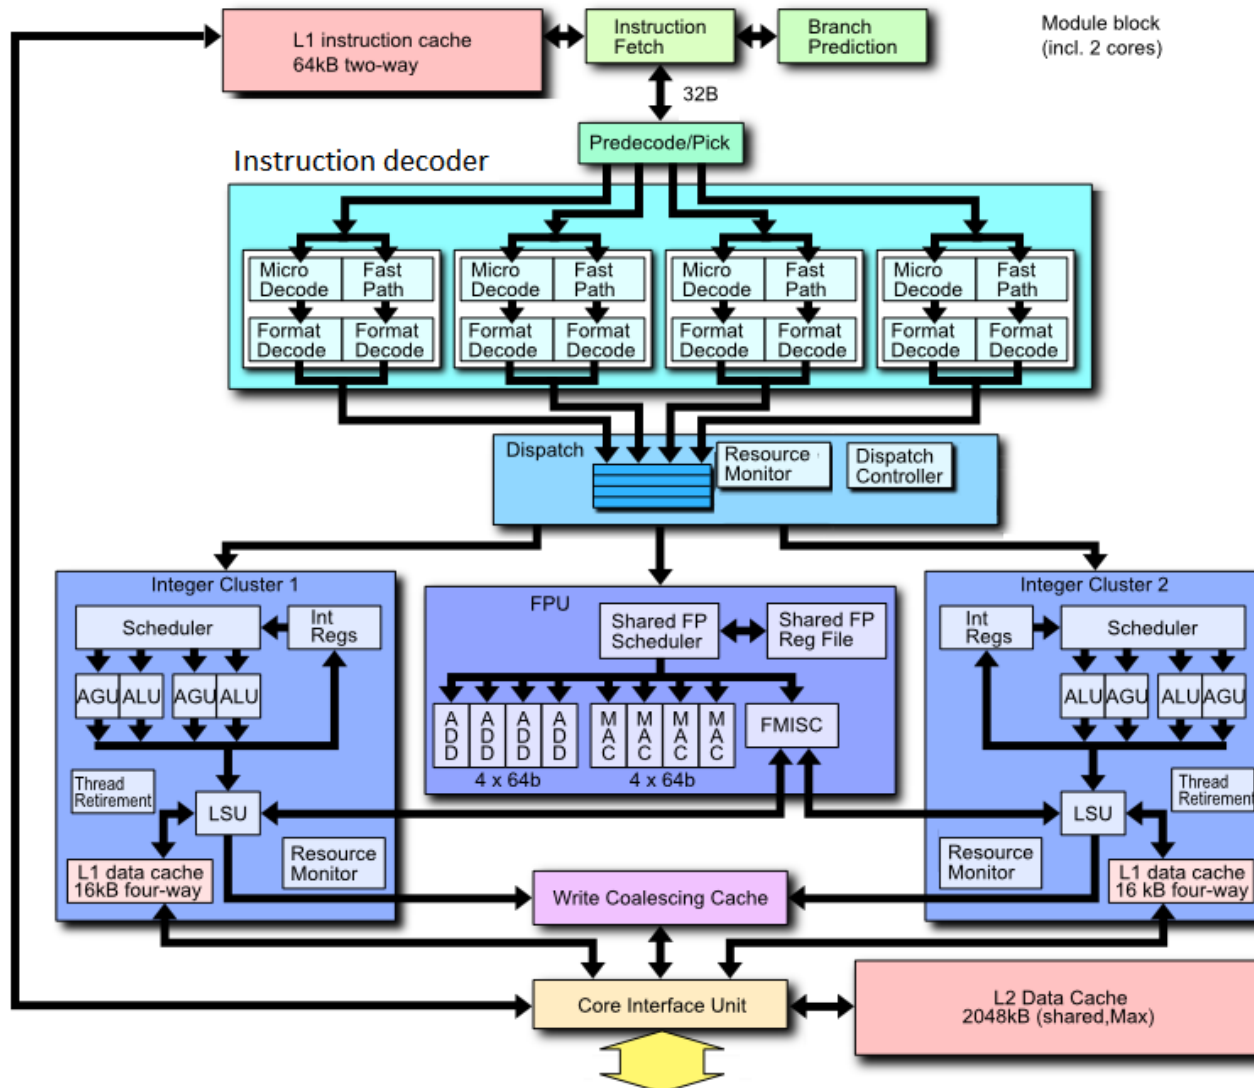 L1 instruction cache
64kB two-way
Instruction
Fetch
Branch
Prediction
Module block
(incl. 2 cores)
32B
Predecode/Pick
Instruction decoder
Micro
Decode
Fast
Path
Micro
Decode
Fast
Path
Micro
Decode
Fast
Path
Micro
Decode
Fast
Path
Format
Decode
Format
Decode
Format
Decode
Format
Decode
Format
Decode
Format
Decode
Format
Decode
Format
Decode
Dispatch
Resource
Monitor
Dispatch
Controller
Integer Cluster 1
Scheduler
Int
Regs
AGU
ALU
AGU
ALU
Thread
Retirement
LSU
L1 data cache
16kB four-way
Resource
Monitor
FPU
Shared FP
Scheduler
Shared FP
Reg File
ADD
ADD
ADD
ADD
MAC
MAC
MAC
MAC
FMISC
4 x 64b
4 x 64b
Integer Cluster 2
Int
Regs
Scheduler
ALU
AGU
ALU
AGU
Thread
Retirement
LSU
Resource
Monitor
L1 data cache
16 kB four-way
Write Coalescing Cache
Core Interface Unit
L2 Data Cache
2048kB (shared,Max)